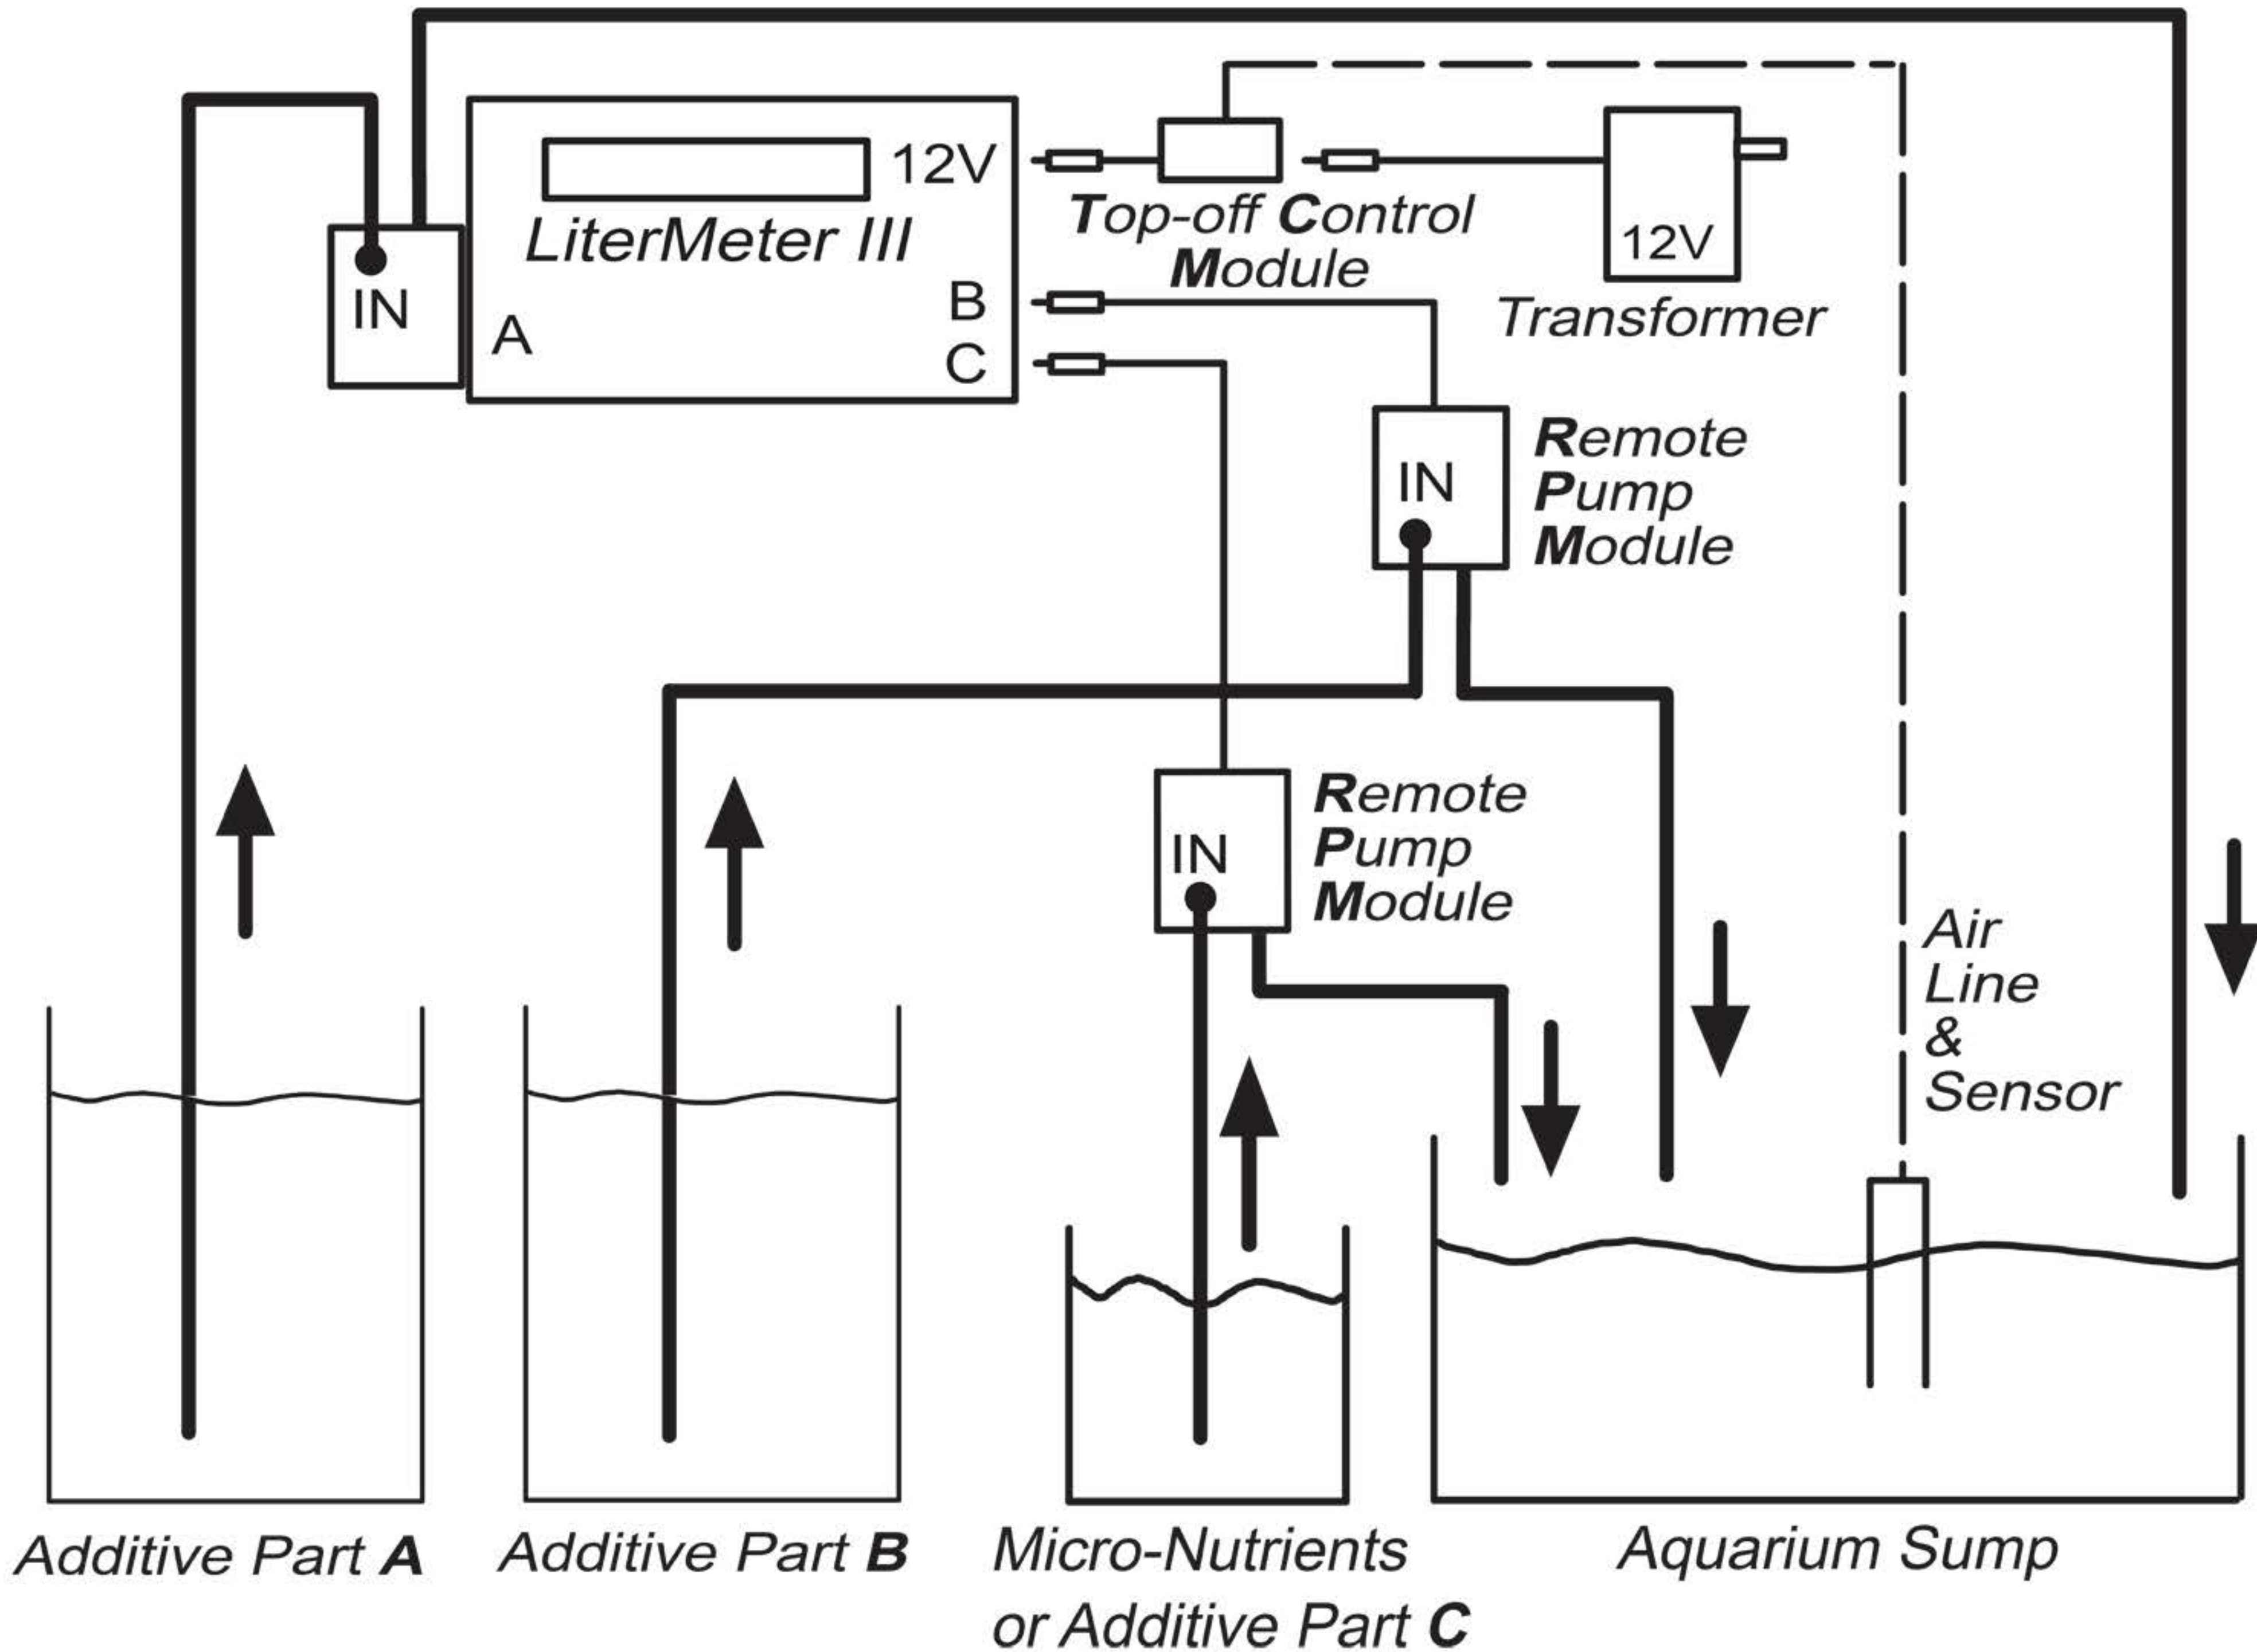 12V
LiterMeter III
IN
A
B
C
Top-off Control
Module
12V
Transformer
IN
Remote
Pump
Module
IN
Remote
Pump
Module
Air
Line
&
Sensor
Additive Part A
Additive Part B
Micro-Nutrients
or Additive Part C
Aquarium Sump